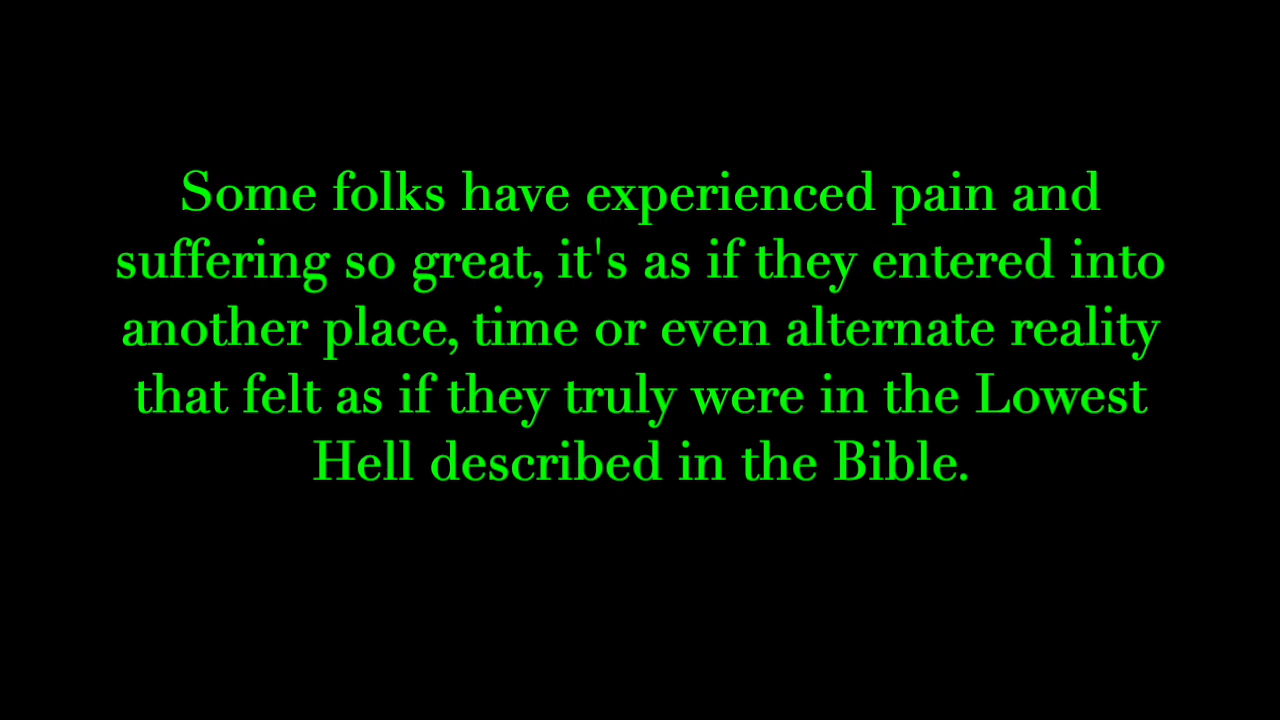 Some folks have experienced pain and
suffering so great, it's as if they entered into
another place, time or even alternate reality
that felt as if they truly were in the Lowest
Hell described in the Bible.